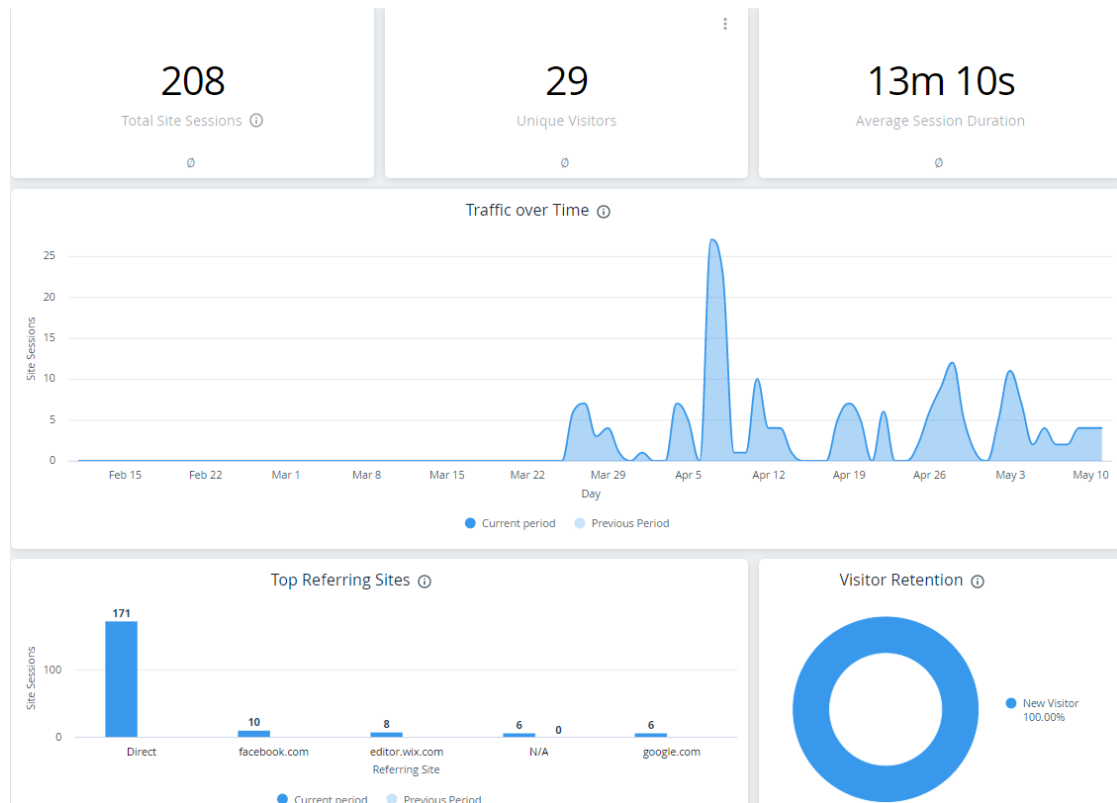 208
Total Site Sessions
Ø
29
Unique Visitors
Ø
13m 10s
Average Session Duration
Ø
Traffic over Time
Site Sessions
25
20
15
10
5
0
Feb 15 Feb 22 Mar 1 Mar 8 Mar 15 Mar 22 Mar 29 Apr 5 Apr 12 Apr 19 Apr 26 May 3 May 10
Day
Current period Previous Period
Top Referring Sites
Site Sessions
100
0
171 10 8 6 0 6
Direct facebook.com editor.wix.com N/A google.com
Referring Site
Current period Previous Period
Visitor Retention
New Visitor
100.00%